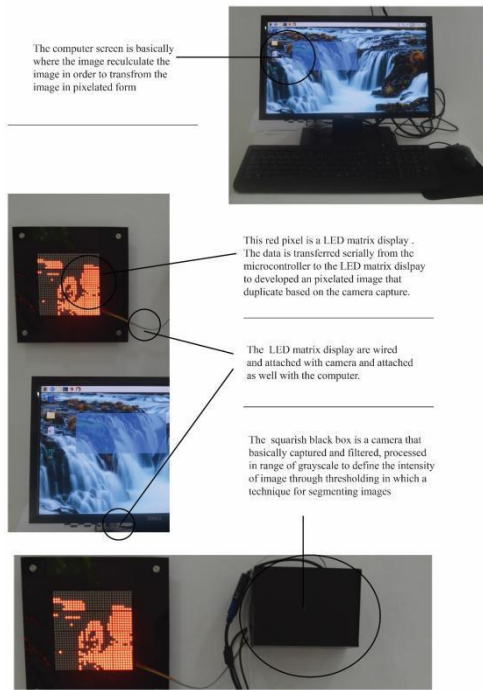 The computer screen is basically
where the image reculculate the
image in order to transfrom the
image in pixelated form
This red pixel is a LED matrix display .
The data is transferred serially from the
microcontroller to the LED matrix dislpay
to developed an pixelated image that
duplicate based on the camera capture.
The LED matrix display are wired
and attached with camera and attached
as well with the computer.
The squarish black box is a camera that
basically captured and filtered, processed
in range of grayscale to define the intensity
of image through thresholding in which a
technique for segmenting images